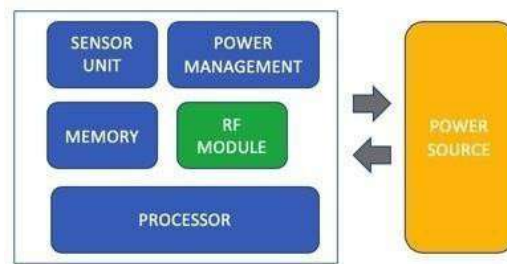 SENSOR
UNIT
POWER
MANAGEMENT
MEMORY
RF
MODULE
PROCESSOR
POWER
SOURCE